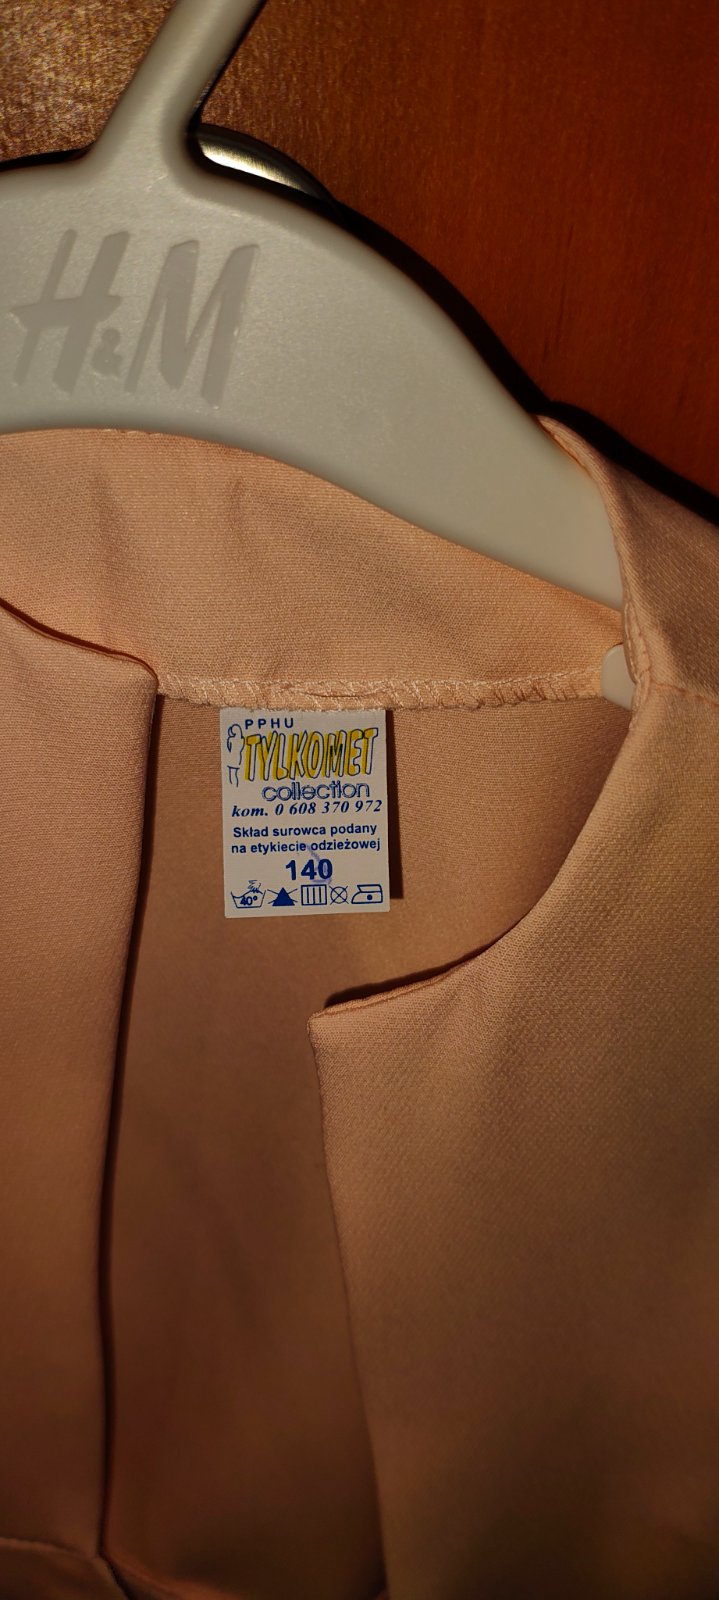 H&M
PPHU
TYLKOMET
collection
kom. 0 608 370 972
Skład surowca podany
na etykiecie odzieżowej
140
40°